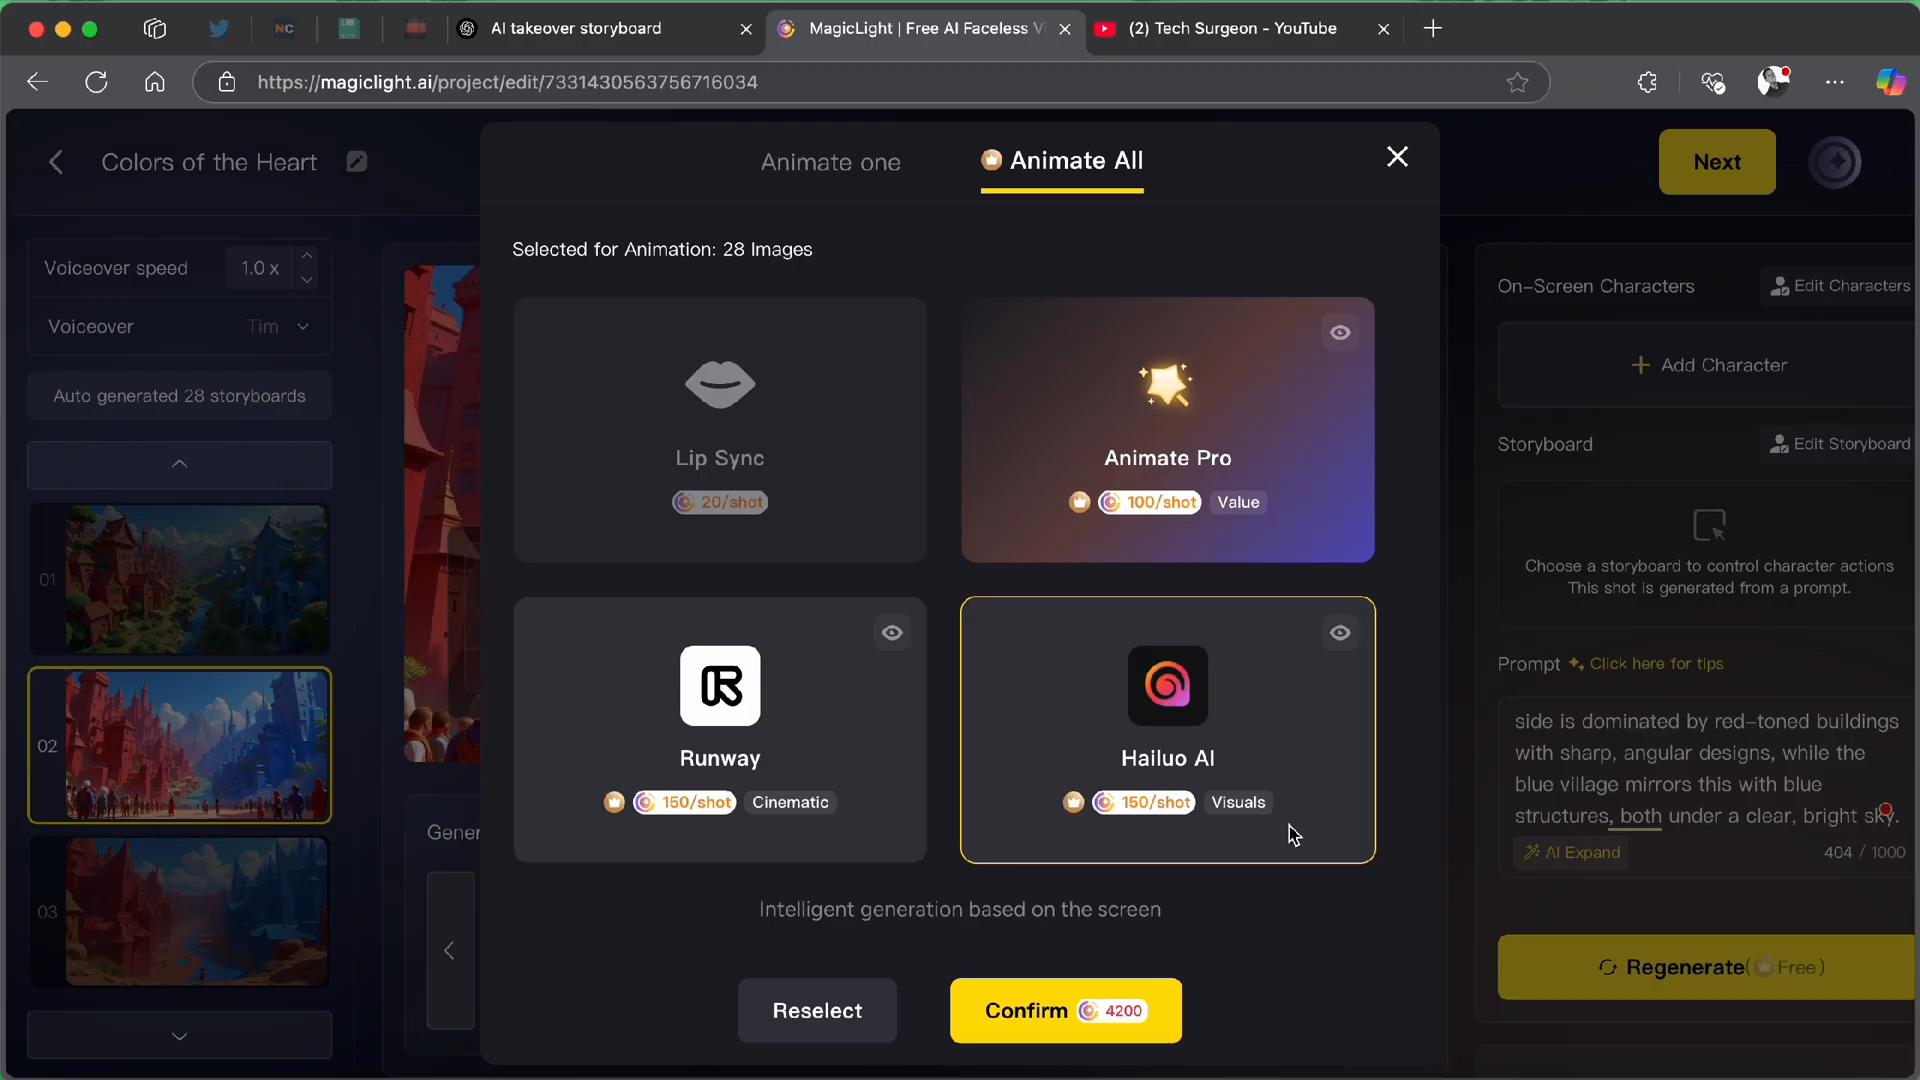 AI takeover storyboard
MagicLight | Free AI Faceless Vi
(2) Tech Surgeon - YouTube
NC
https://magiclight.ai/project/edit/7331430563756716034
Colors of the Heart
Animate one
Animate All
Next
Selected for Animation: 28 Images
Voiceover speed
1.0 x
Voiceover
Tim
Auto generated 28 storyboards
01
02
03
Lip Sync
20/shot
Animate Pro
100/shot
Value
Runway
150/shot
Cinematic
Hailuo AI
150/shot
Visuals
Intelligent generation based on the screen
Reselect
Confirm
4200
Gener
On-Screen Characters
Edit Characters
Add Character
Storyboard
Edit Storyboard
Choose a storyboard to control character actions
This shot is generated from a prompt.
Prompt
Click here for tips
side is dominated by red-toned buildings
with sharp, angular designs, while the
blue village mirrors this with blue
structures, both under a clear, bright sky.
AI Expand
404 / 1000
Regenerate( Free )